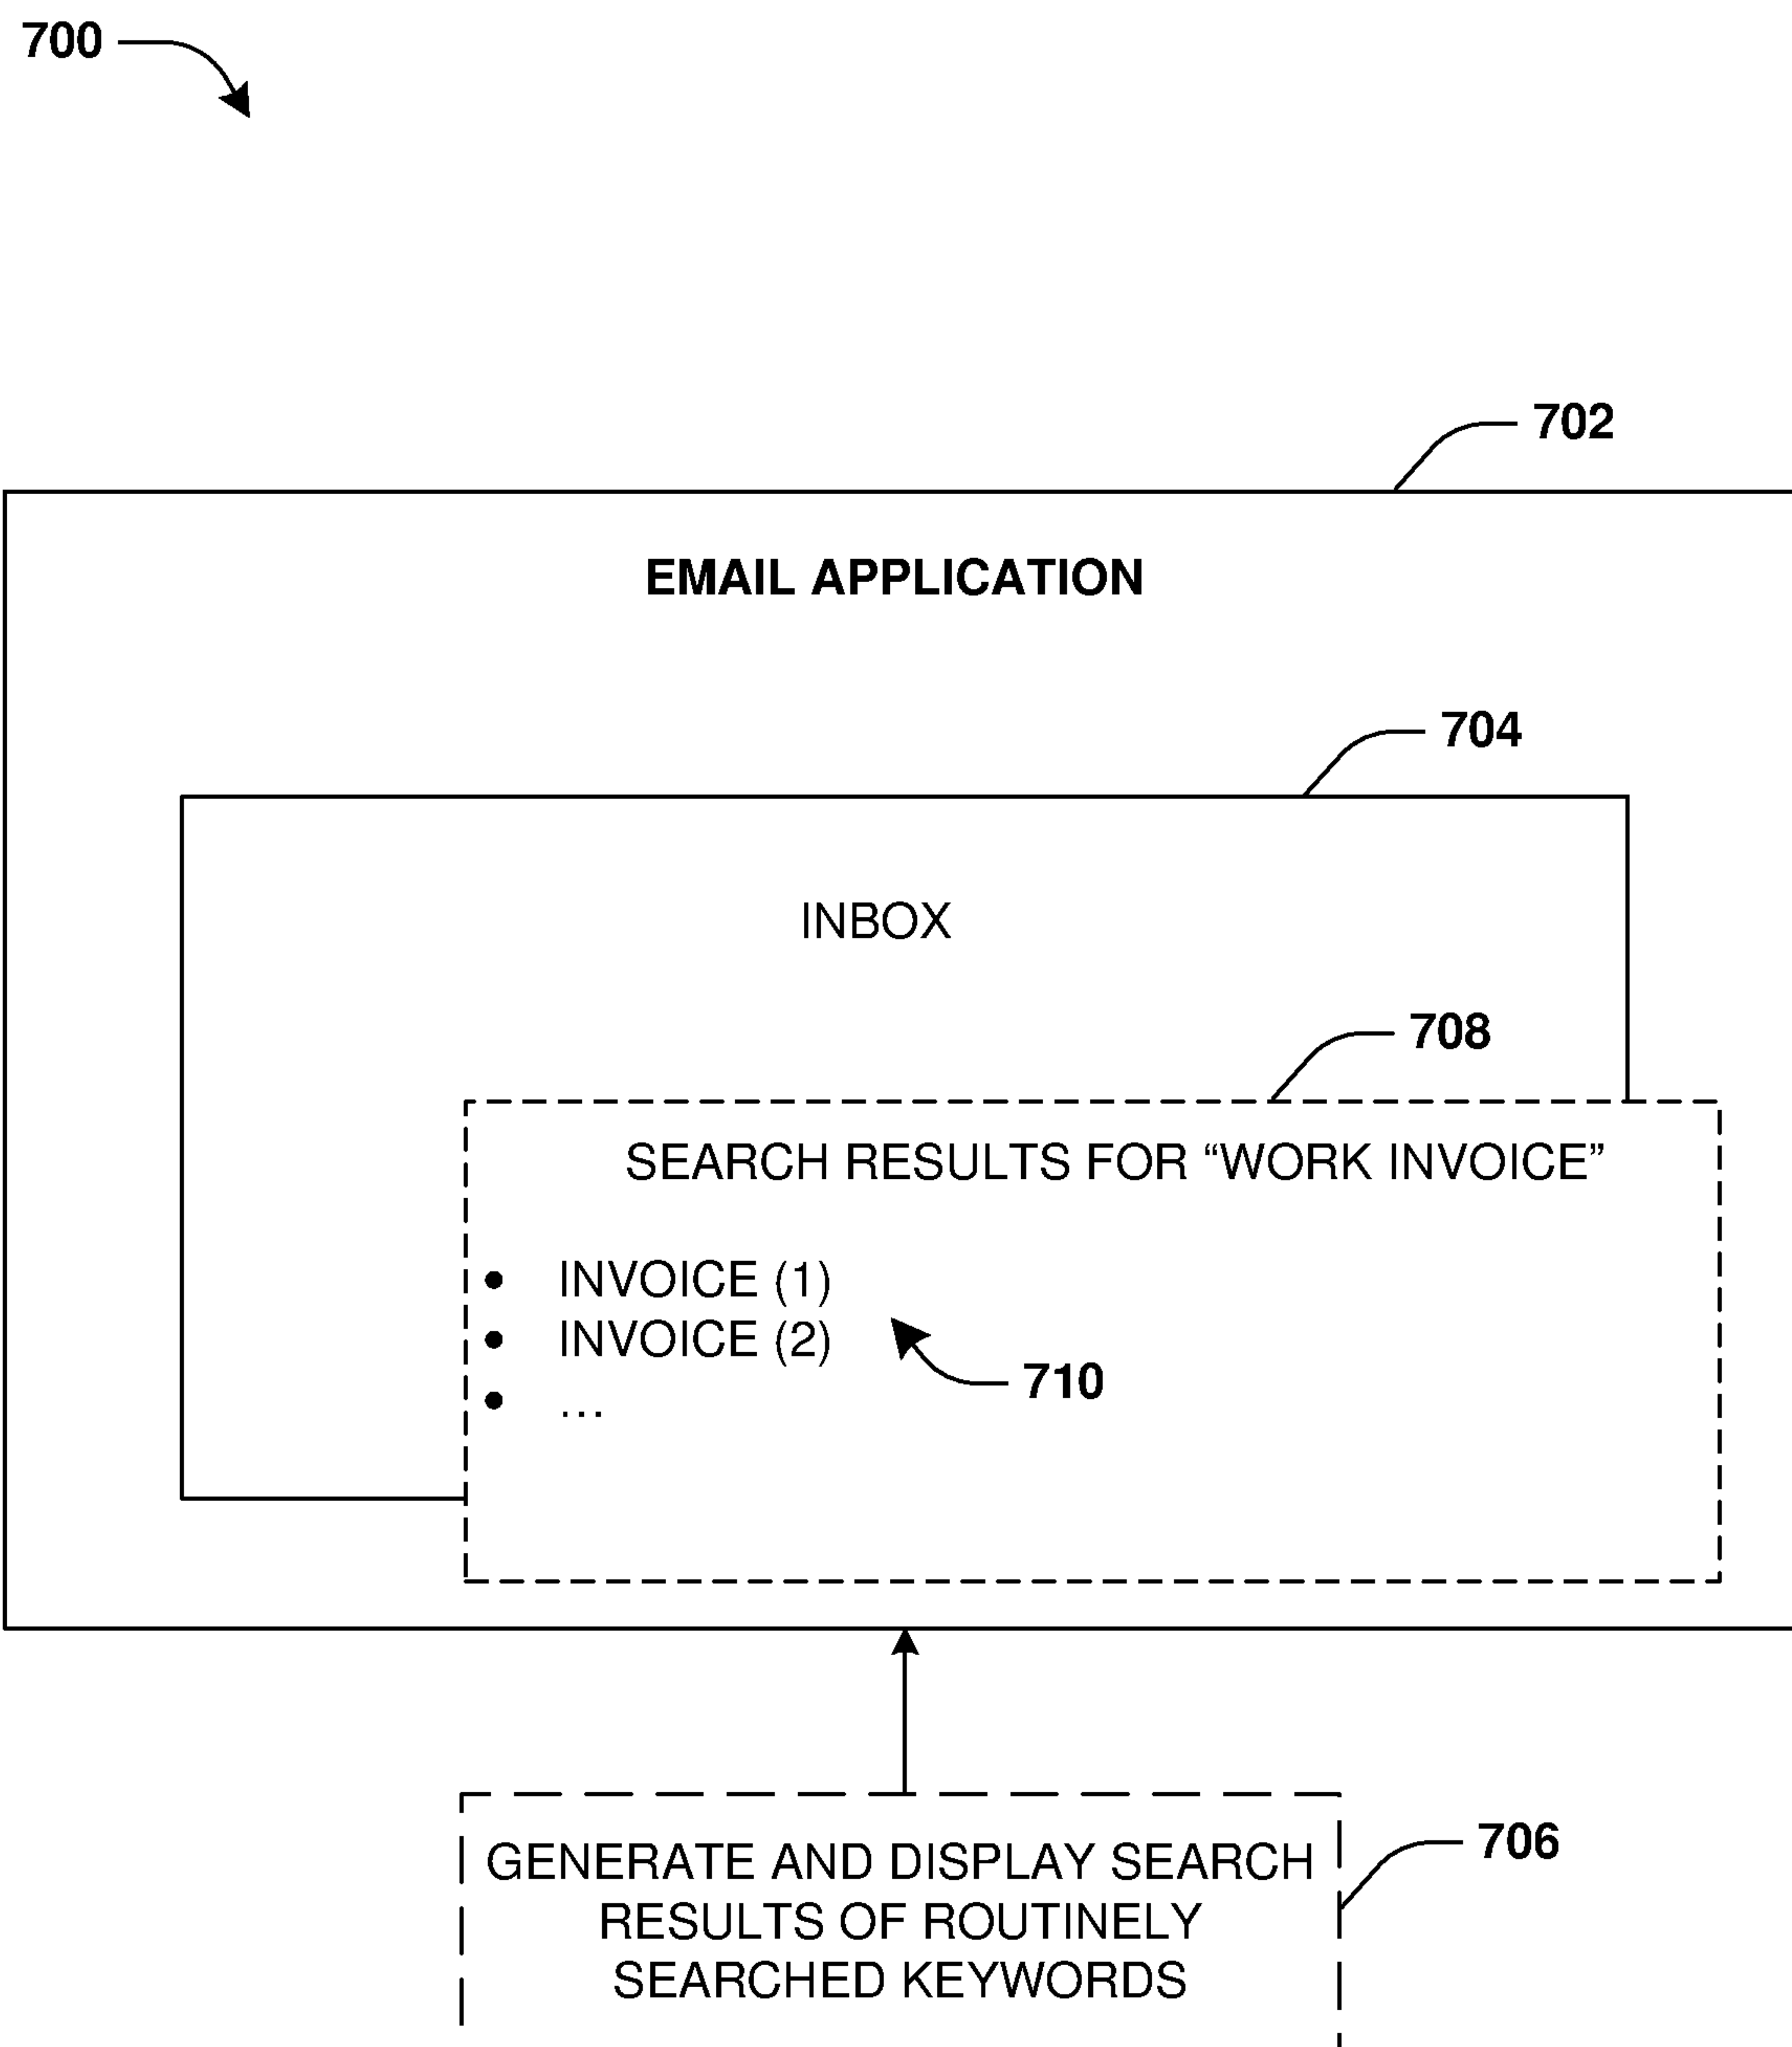 700
702
EMAIL APPLICATION
704
INBOX
708
SEARCH RESULTS FOR “WORK INVOICE”
• INVOICE (1)
• INVOICE (2)
710
• ...
GENERATE AND DISPLAY SEARCH
706
RESULTS OF ROUTINELY
SEARCHED KEYWORDS